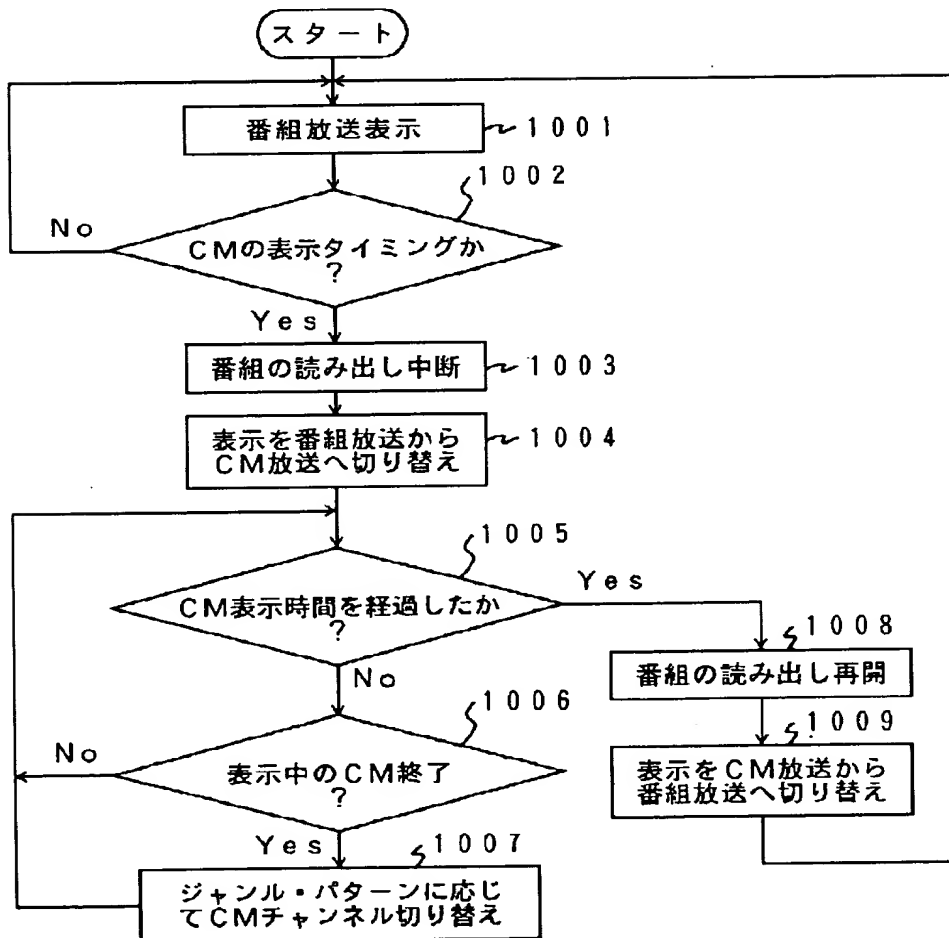 スタート
番組放送表示
1001
1002
No
CMの表示タイミングか
?
Yes
番組の読み出し中断
1003
表示を番組放送から
CM放送へ切り替え
1004
1005
Yes
CM表示時間を経過したか
?
1008
番組の読み出し再開
No
1006
1009
No
表示中のCM終了
?
表示をCM放送から
番組放送へ切り替え
Yes
1007
ジャンル・パターンに応じ
てCMチャンネル切り替え